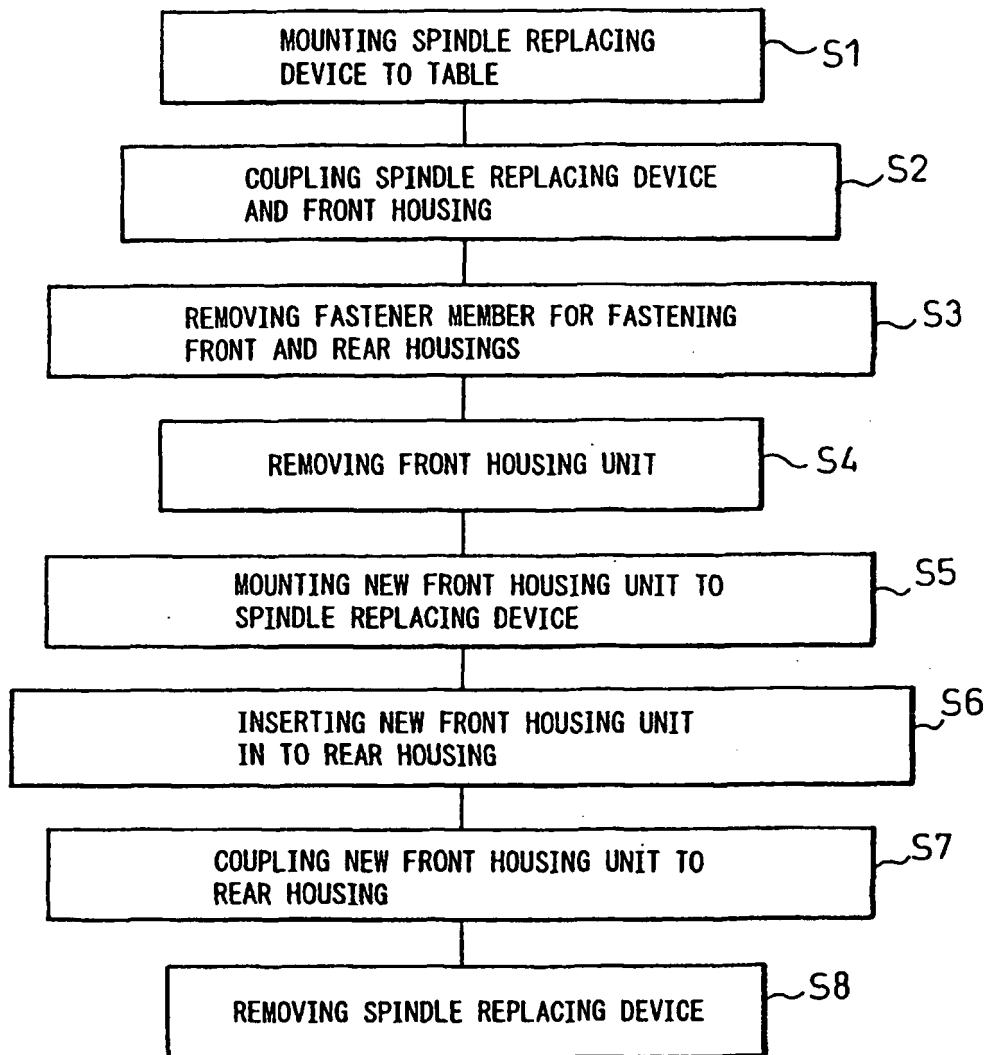 MOUNTING SPINDLE REPLACING
DEVICE TO TABLE
S1
COUPLING SPINDLE REPLACING DEVICE
AND FRONT HOUSING
S2
REMOVING FASTENER MEMBER FOR FASTENING
FRONT AND REAR HOUSINGS
S3
REMOVING FRONT HOUSING UNIT
S4
MOUNTING NEW FRONT HOUSING UNIT TO
SPINDLE REPLACING DEVICE
S5
INSERTING NEW FRONT HOUSING UNIT
IN TO REAR HOUSING
S6
COUPLING NEW FRONT HOUSING UNIT TO
REAR HOUSING
S7
REMOVING SPINDLE REPLACING DEVICE
S8